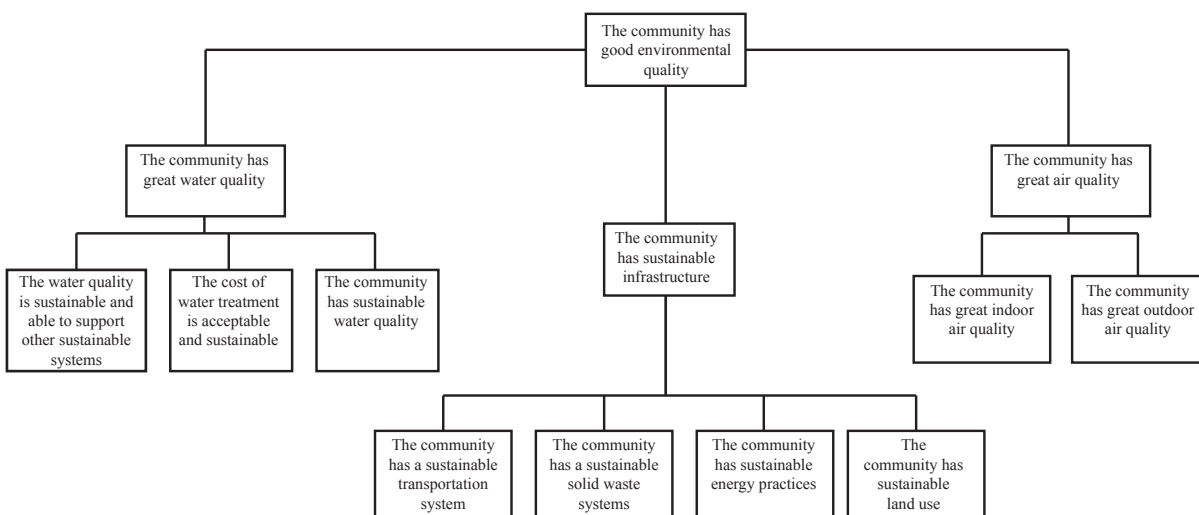 The community has
good environmental
quality
The community has
great water quality
The community has
great air quality
The community
has sustainable
infrastructure
The water quality
is sustainable and
able to support
other sustainable
systems
The cost of
water treatment
is acceptable
and sustainable
The community
has sustainable
water quality
The community
has great indoor
air quality
The community
has great outdoor
air quality
The community
has a sustainable
transportation
system
The community
has a sustainable
solid waste
systems
The community
has sustainable
energy practices
The
community has
sustainable
land use